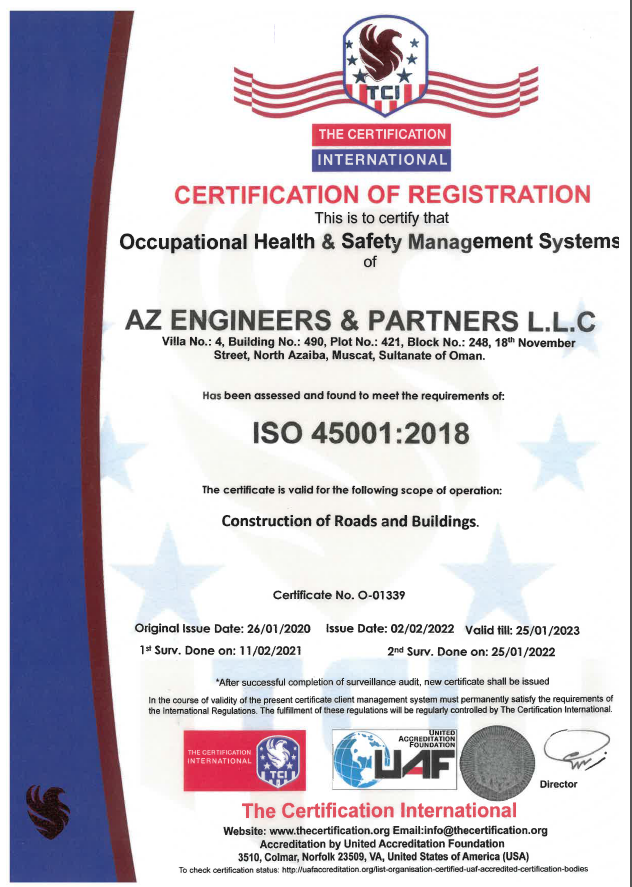 TCI
THE CERTIFICATION
INTERNATIONAL
CERTIFICATION OF REGISTRATION
This is to certify that
Occupational Health & Safety Management Systems
of
AZ ENGINEERS & PARTNERS L.L.C
Villa No.: 4, Building No.: 490, Plot No.: 421, Block No.: 248, 18th November
Street, North Azaiba, Muscat, Sultanate of Oman.
Has been assessed and found to meet the requirements of:
ISO 45001:2018
The certificate is valid for the following scope of operation:
Construction of Roads and Buildings.
Certificate No. O-01339
Original Issue Date: 26/01/2020 Issue Date: 02/02/2022 Valid till: 25/01/2023
1st Surv. Done on: 11/02/2021 2nd Surv. Done on: 25/01/2022
*After successful completion of surveillance audit, new certificate shall be issued
In the course of validity of the present certificate client management system must permanently satisfy the requirements of
the International Regulations. The fulfillment of these regulations will be regularly controlled by The Certification International.
THE CERTIFICATION
INTERNATIONAL
TCI
UNITED
ACCREDITATION
FOUNDATION
UAF
Director
The Certification International
Website: www.thecertification.org Email:info@thecertification.org
Accreditation by United Accreditation Foundation
3510, Colmar, Norfolk 23509, VA, United States of America (USA)
To check certification status: http://uafaccreditation.org/list-organisation-certified-uaf-accredited-certification-bodies